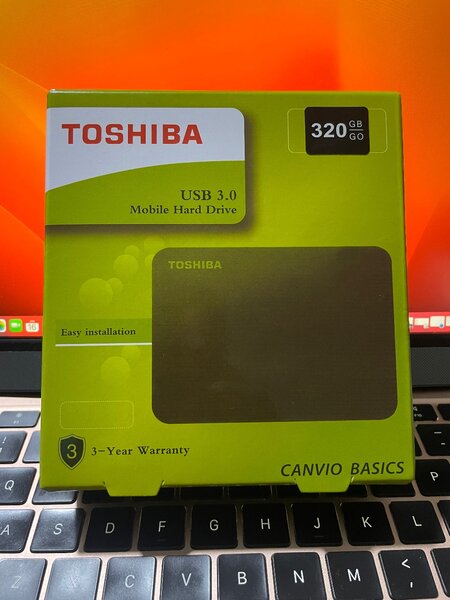 TOSHIBA
320 GB
GO
USB 3.0
Mobile Hard Drive
TOSHIBA
Easy installation
3
3-Year Warranty
CANVIO BASICS
16
Q
P
A
S
D
F
G
H
J
K
L
Z
X
C
V
B
N
M